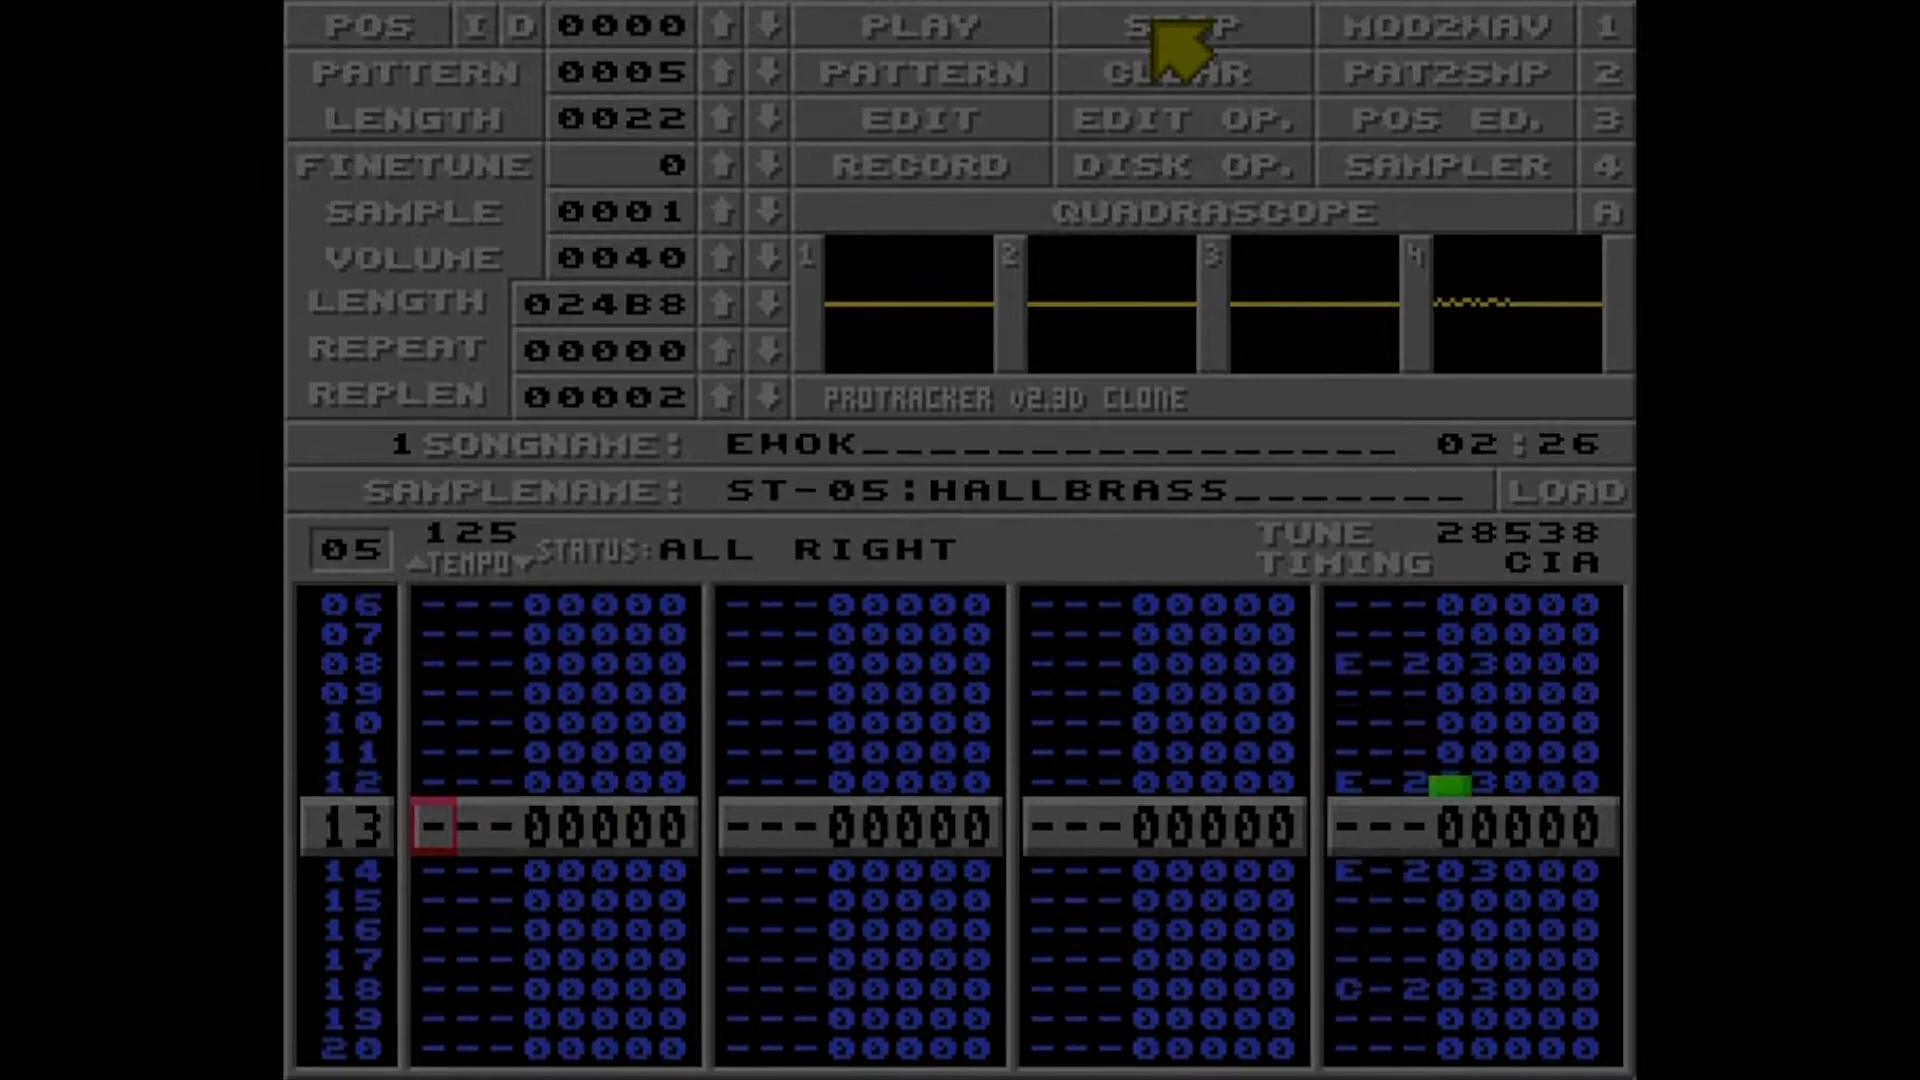 POS I D 0000 PLAY STOP MOD2WAV 1
PATTERN 0005 PATTERN CLEAR PAT2SMP 2
LENGTH 0022 EDIT EDIT OP. POS ED. 3
FINETUNE 0 RECORD DISK OP. SAMPLER 4
SAMPLE 0001 QUADRASCOPE A
VOLUME 0040 1 2 3 4
LENGTH 024B8
REPEAT 00000
REPLEN 00002 PROTRACKER V2.3D CLONE
1 SONGNAME: EWOK________________ 02:26
SAMPLENAME: ST-05:HALLBRASS_______ LOAD
05 125 TEMPO STATUS: ALL RIGHT TUNE 28538
TIMING CIA
06 ---00000 ---00000 ---00000 ---00000
07 ---00000 ---00000 ---00000 ---00000
08 ---00000 ---00000 ---00000 E-203000
09 ---00000 ---00000 ---00000 ---00000
10 ---00000 ---00000 ---00000 ---00000
11 ---00000 ---00000 ---00000 ---00000
12 ---00000 ---00000 ---00000 E-203000
13 ---00000 ---00000 ---00000 ---00000
14 ---00000 ---00000 ---00000 E-203000
15 ---00000 ---00000 ---00000 ---00000
16 ---00000 ---00000 ---00000 ---00000
17 ---00000 ---00000 ---00000 ---00000
18 ---00000 ---00000 ---00000 C-203000
19 ---00000 ---00000 ---00000 ---00000
20 ---00000 ---00000 ---00000 ---00000